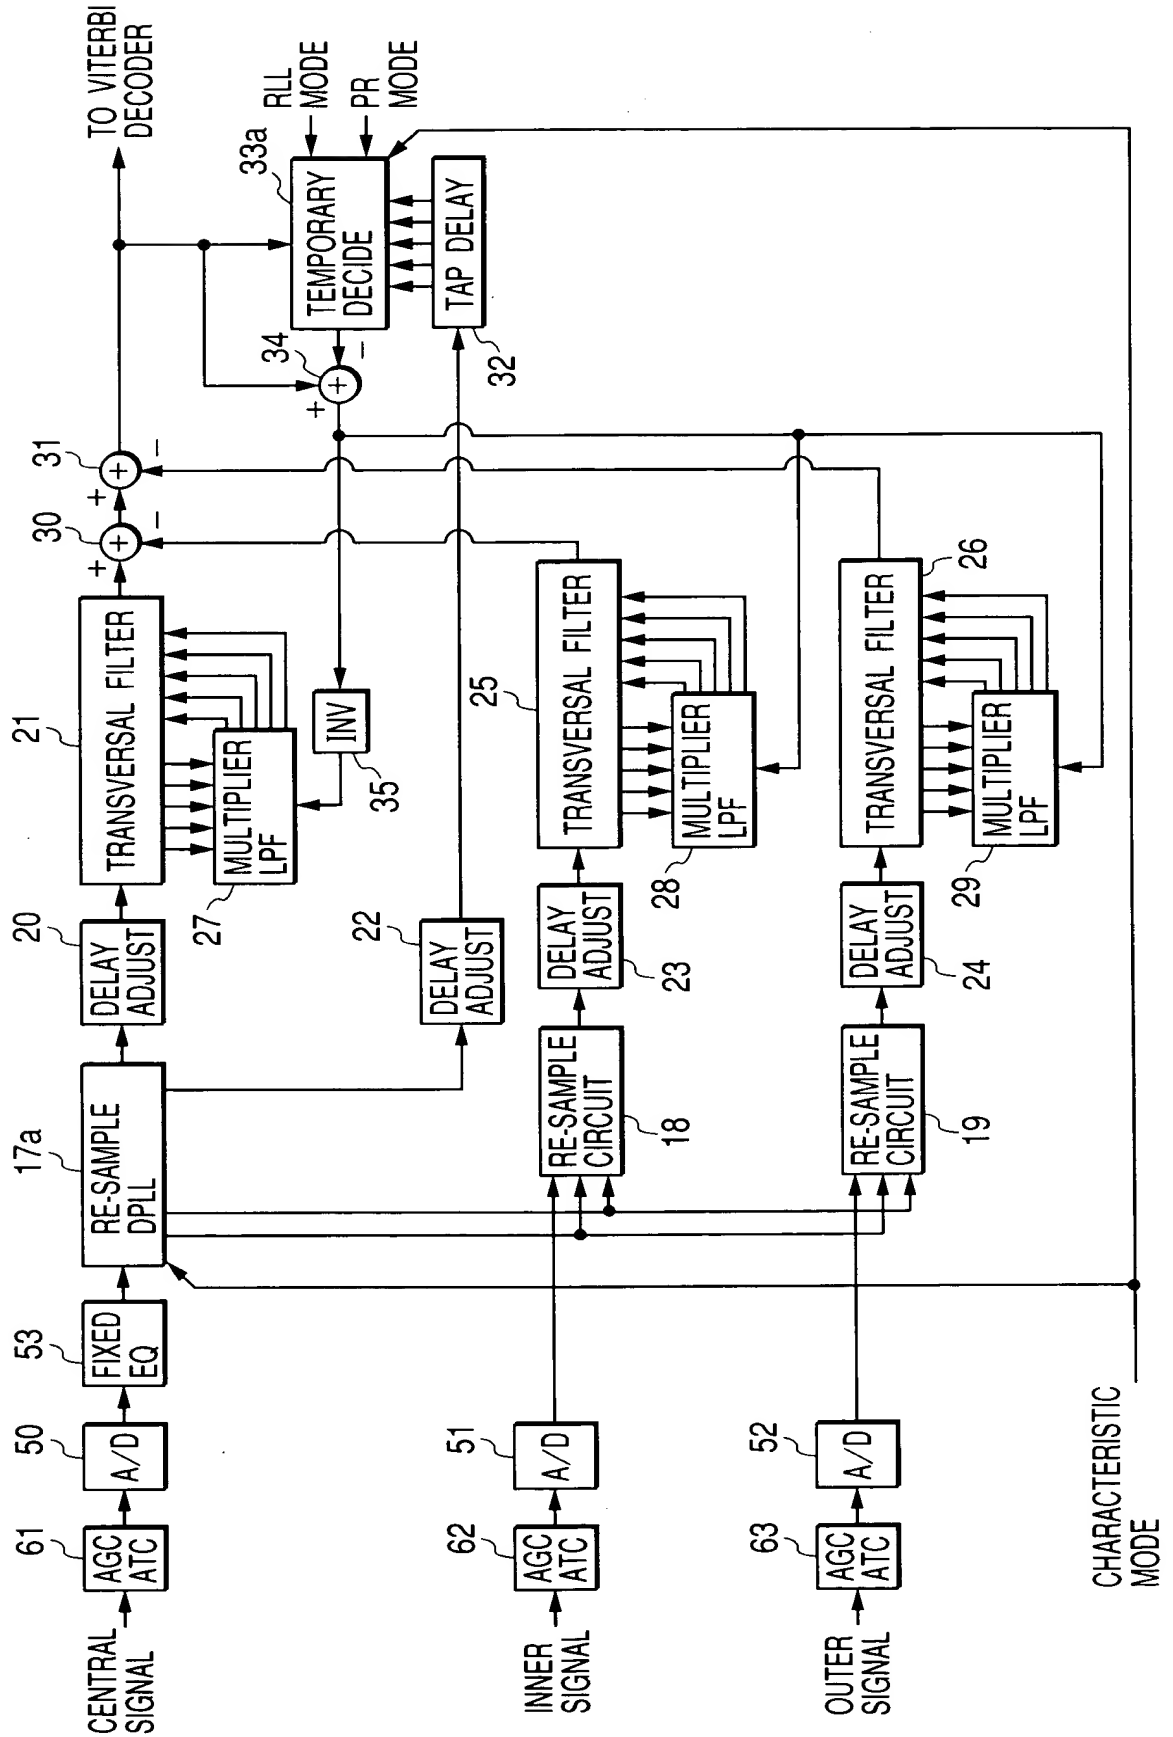 CENTRAL
SIGNAL
61
AGC
ATC
50
A/D
53
FIXED
EQ
17a
RE-SAMPLE
DPLL
20
DELAY
ADJUST
21
TRANSVERSAL FILTER
27
MULTIPLIER
LPF
30
+
+
−
31
+
+
−
TO VITERBI
DECODER
22
DELAY
ADJUST
35
INV
34
+
+
−
33a
TEMPORARY
DECIDE
RLL
MODE
PR
MODE
32
TAP DELAY
INNER
SIGNAL
62
AGC
ATC
51
A/D
18
RE-SAMPLE
CIRCUIT
23
DELAY
ADJUST
25
TRANSVERSAL FILTER
28
MULTIPLIER
LPF
OUTER
SIGNAL
63
AGC
ATC
52
A/D
19
RE-SAMPLE
CIRCUIT
24
DELAY
ADJUST
26
TRANSVERSAL FILTER
29
MULTIPLIER
LPF
CHARACTERISTIC
MODE